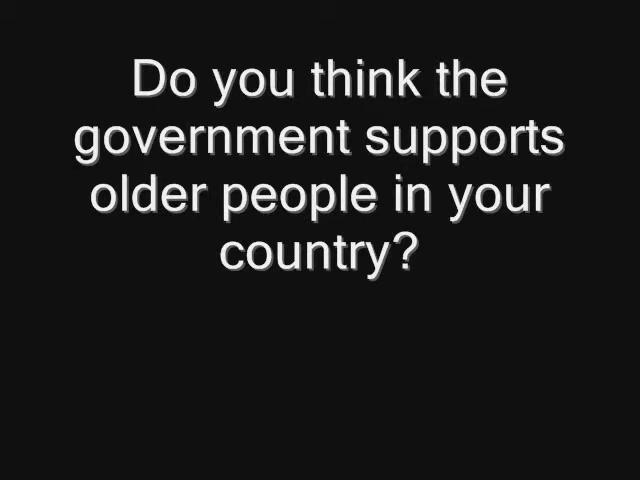 Do you think the
government supports
older people in your
country?